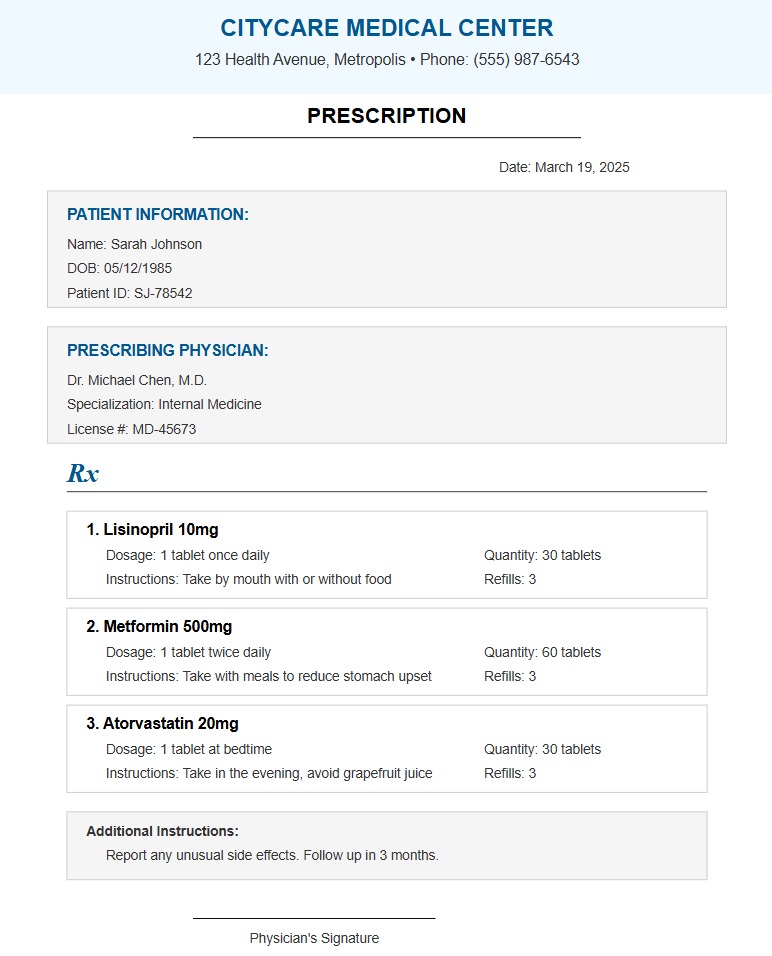 CITYCARE MEDICAL CENTER
123 Health Avenue, Metropolis • Phone: (555) 987-6543
PRESCRIPTION
Date: March 19, 2025
PATIENT INFORMATION:
Name: Sarah Johnson
DOB: 05/12/1985
Patient ID: SJ-78542
PRESCRIBING PHYSICIAN:
Dr. Michael Chen, M.D.
Specialization: Internal Medicine
License #: MD-45673
Rx
1. Lisinopril 10mg
Dosage: 1 tablet once daily Quantity: 30 tablets
Instructions: Take by mouth with or without food Refills: 3
2. Metformin 500mg
Dosage: 1 tablet twice daily Quantity: 60 tablets
Instructions: Take with meals to reduce stomach upset Refills: 3
3. Atorvastatin 20mg
Dosage: 1 tablet at bedtime Quantity: 30 tablets
Instructions: Take in the evening, avoid grapefruit juice Refills: 3
Additional Instructions:
Report any unusual side effects. Follow up in 3 months.
Physician's Signature